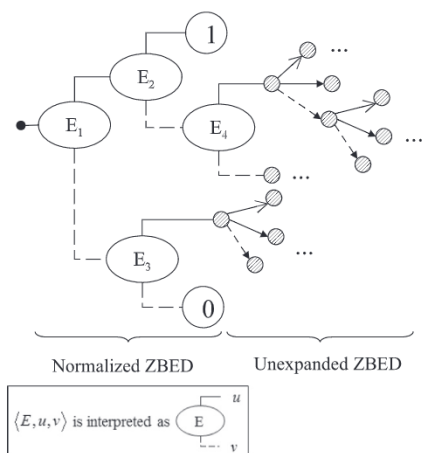 1
E2
E1
E4
...
...
...
...
E3
...
0
Normalized ZBED
Unexpanded ZBED
⟨E,u,v⟩ is interpreted as E u v